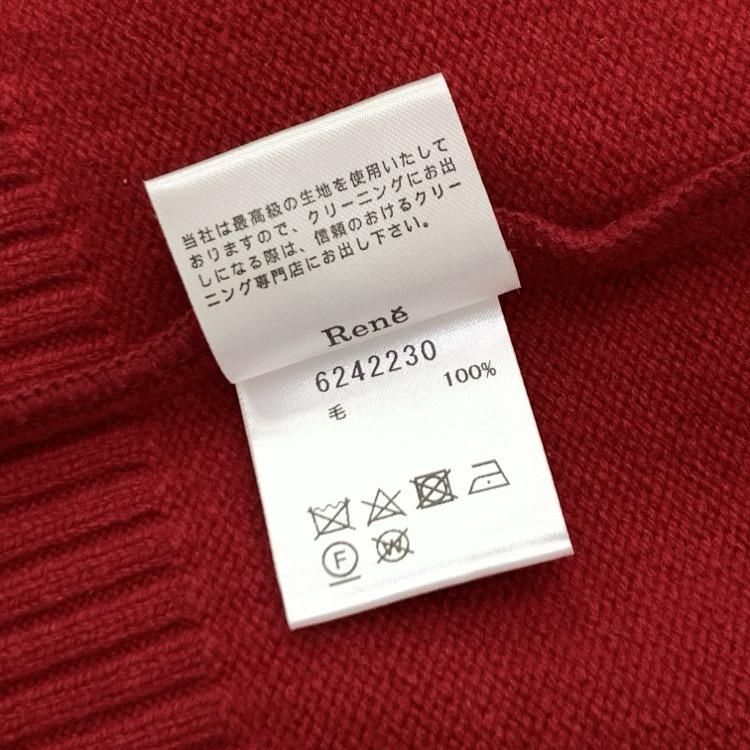 当社は最高級の生地を使用いたして
おりますので、クリーニングにお出
しになる際は、信頼のおけるクリー
ニング専門店にお出し下さい。
René
6242230
毛 100%
F
W